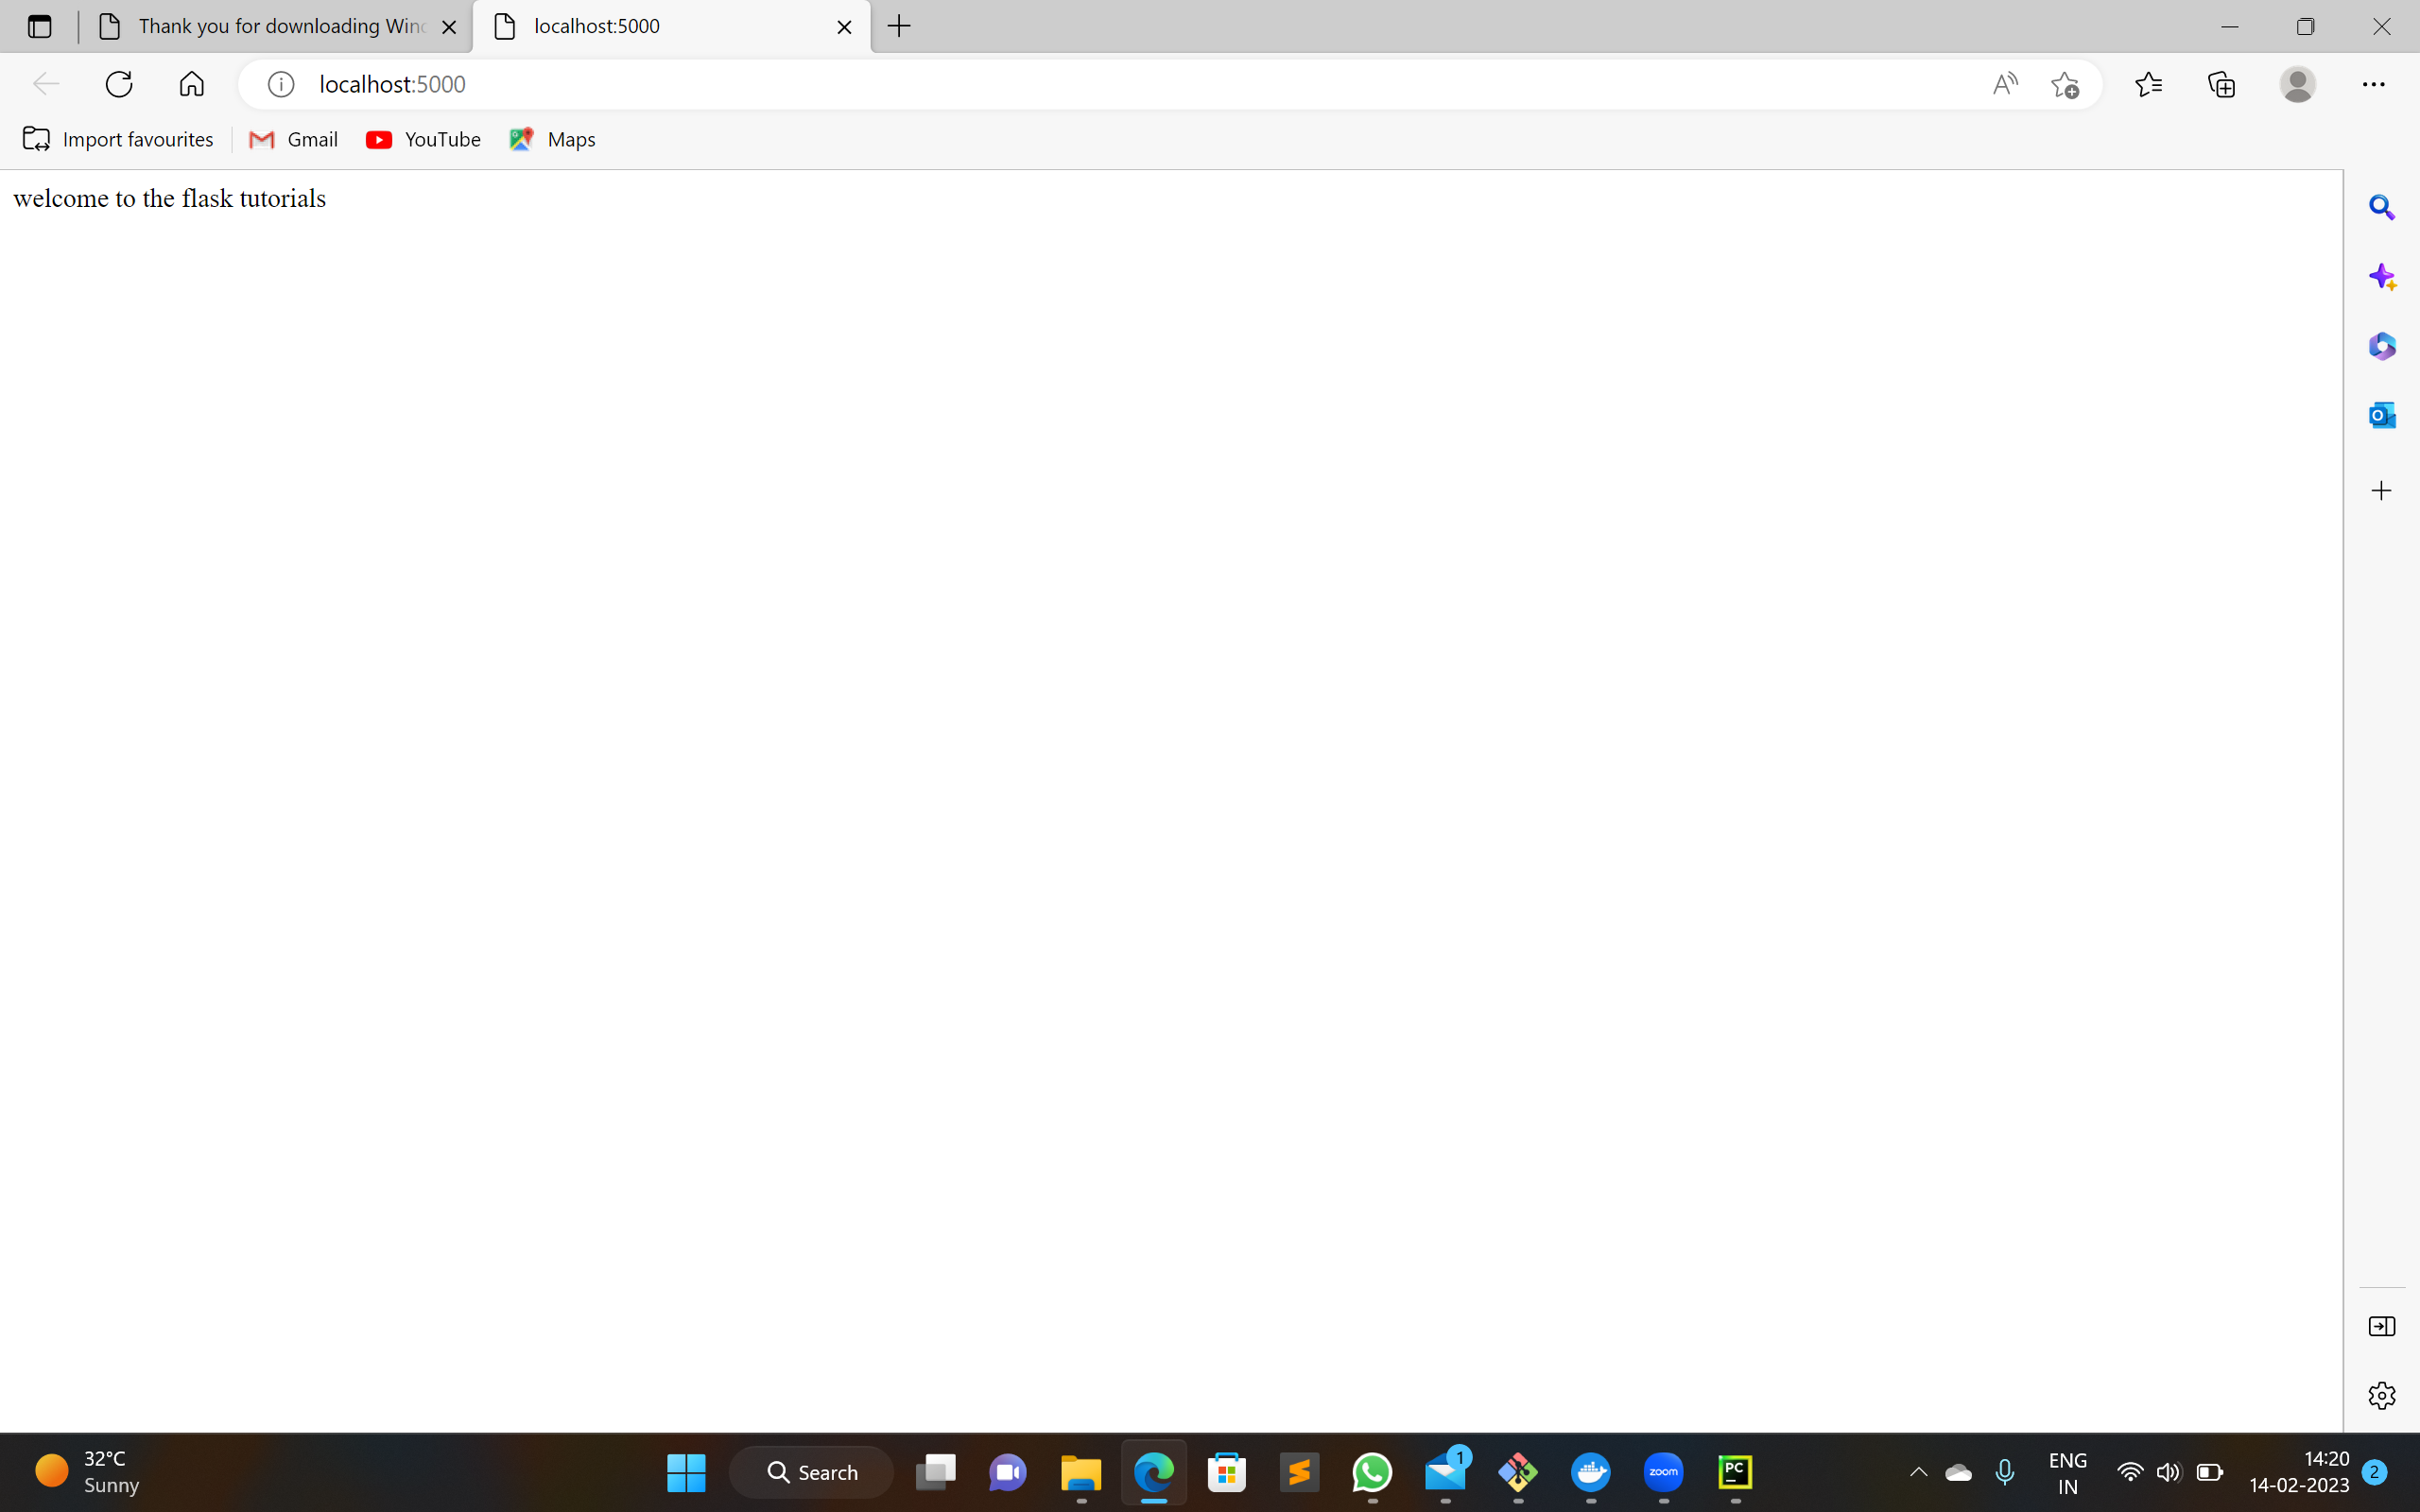 Thank you for downloading Winc
localhost:5000
localhost:5000
Import favourites
Gmail
YouTube
Maps
welcome to the flask tutorials
32°C
Sunny
Search
1
zoom
PC
ENG
IN
14:20
14-02-2023
2